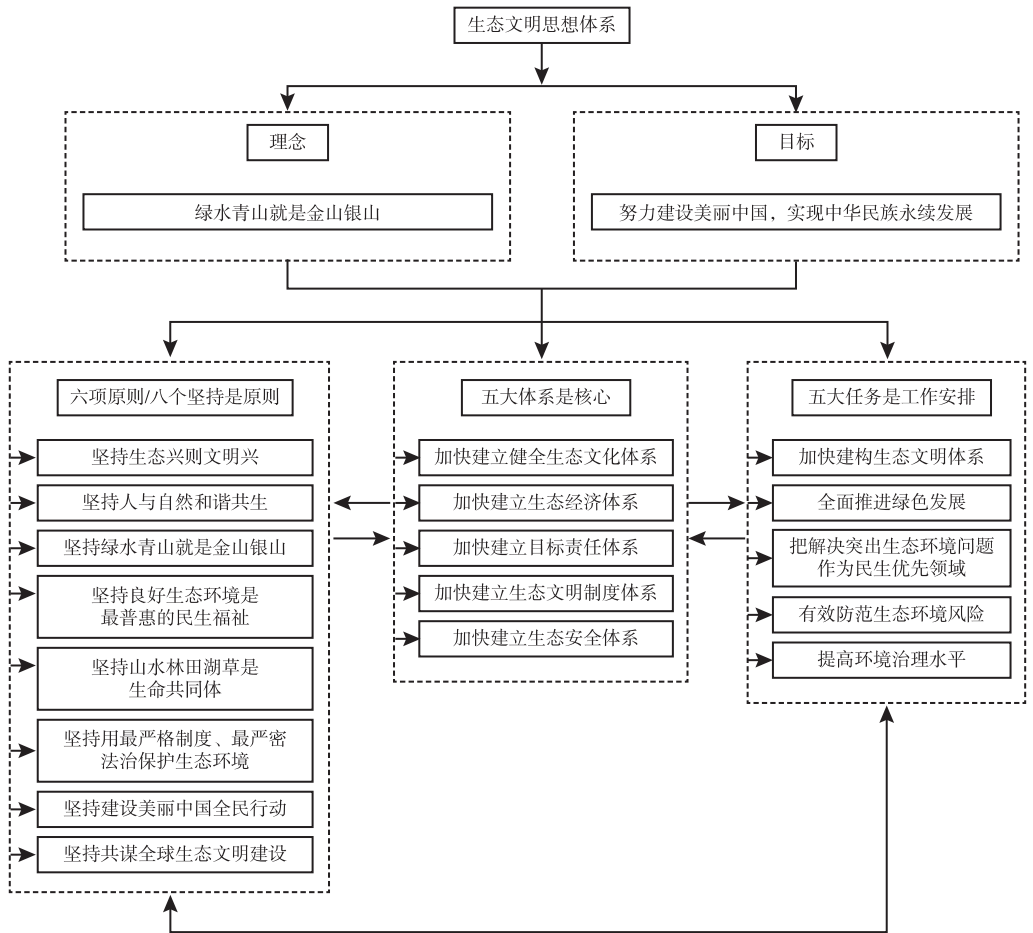 生态文明思想体系
理念
目标
绿水青山就是金山银山
努力建设美丽中国，实现中华民族永续发展
六项原则/八个坚持是原则
坚持生态兴则文明兴
坚持人与自然和谐共生
坚持绿水青山就是金山银山
坚持良好生态环境是
最普惠的民生福祉
坚持山水林田湖草是
生命共同体
坚持用最严格制度、最严密
法治保护生态环境
坚持建设美丽中国全民行动
坚持共谋全球生态文明建设
五大体系是核心
加快建立健全生态文化体系
加快建立生态经济体系
加快建立目标责任体系
加快建立生态文明制度体系
加快建立生态安全体系
五大任务是工作安排
加快建构生态文明体系
全面推进绿色发展
把解决突出生态环境问题
作为民生优先领域
有效防范生态环境风险
提高环境治理水平